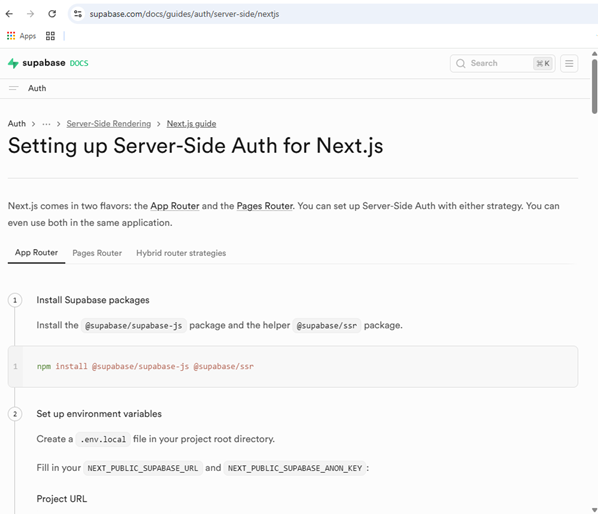 supabase.com/docs/guides/auth/server-side/nextjs
Apps
supabase DOCS
Search
⌘K
Auth
Auth > ··· > Server-Side Rendering > Next.js guide
Setting up Server-Side Auth for Next.js
Next.js comes in two flavors: the App Router and the Pages Router. You can set up Server-Side Auth with either strategy. You can
even use both in the same application.
App Router Pages Router Hybrid router strategies
1 Install Supabase packages
Install the @supabase/supabase-js package and the helper @supabase/ssr package.
1 npm install @supabase/supabase-js @supabase/ssr
2 Set up environment variables
Create a .env.local file in your project root directory.
Fill in your NEXT_PUBLIC_SUPABASE_URL and NEXT_PUBLIC_SUPABASE_ANON_KEY:
Project URL